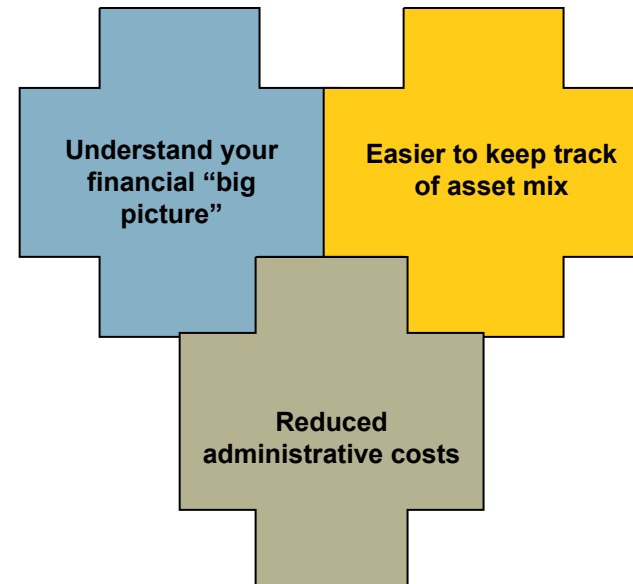 Understand your
financial “big
picture”
Easier to keep track
of asset mix
Reduced
administrative costs